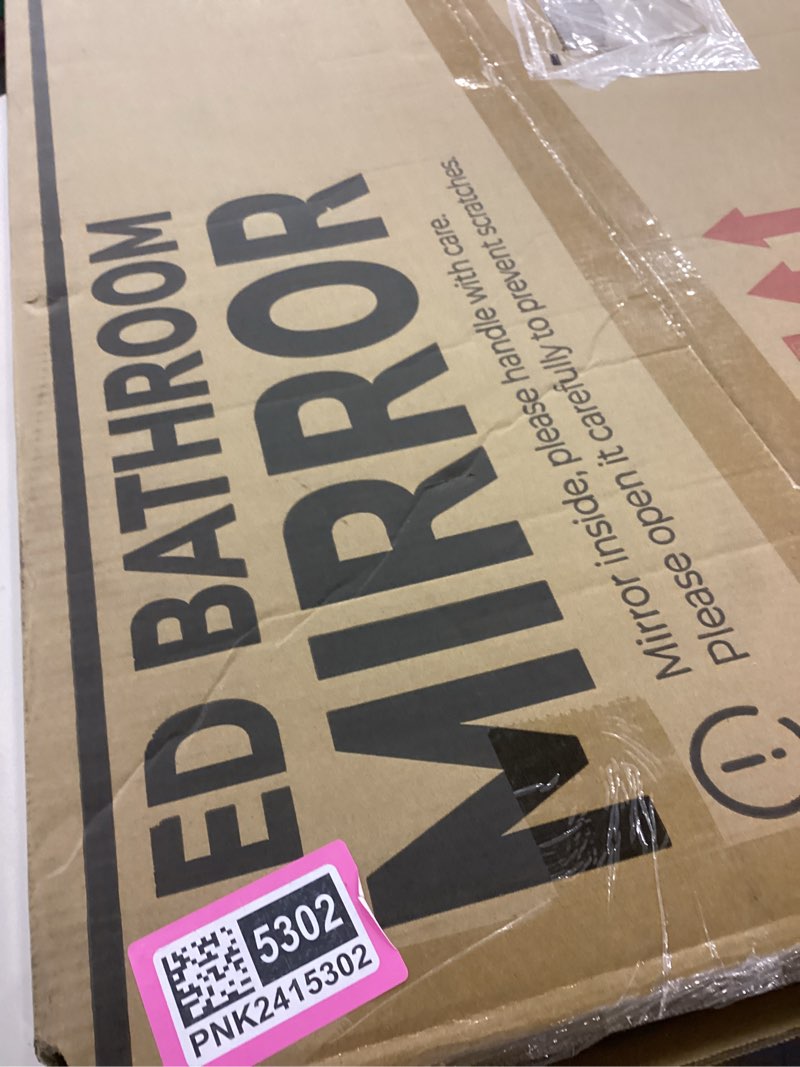 ED BATHROOM
MIRROR
Mirror inside, please handle with care.
Please open it carefully to prevent scratches.
5302
PNK2415302